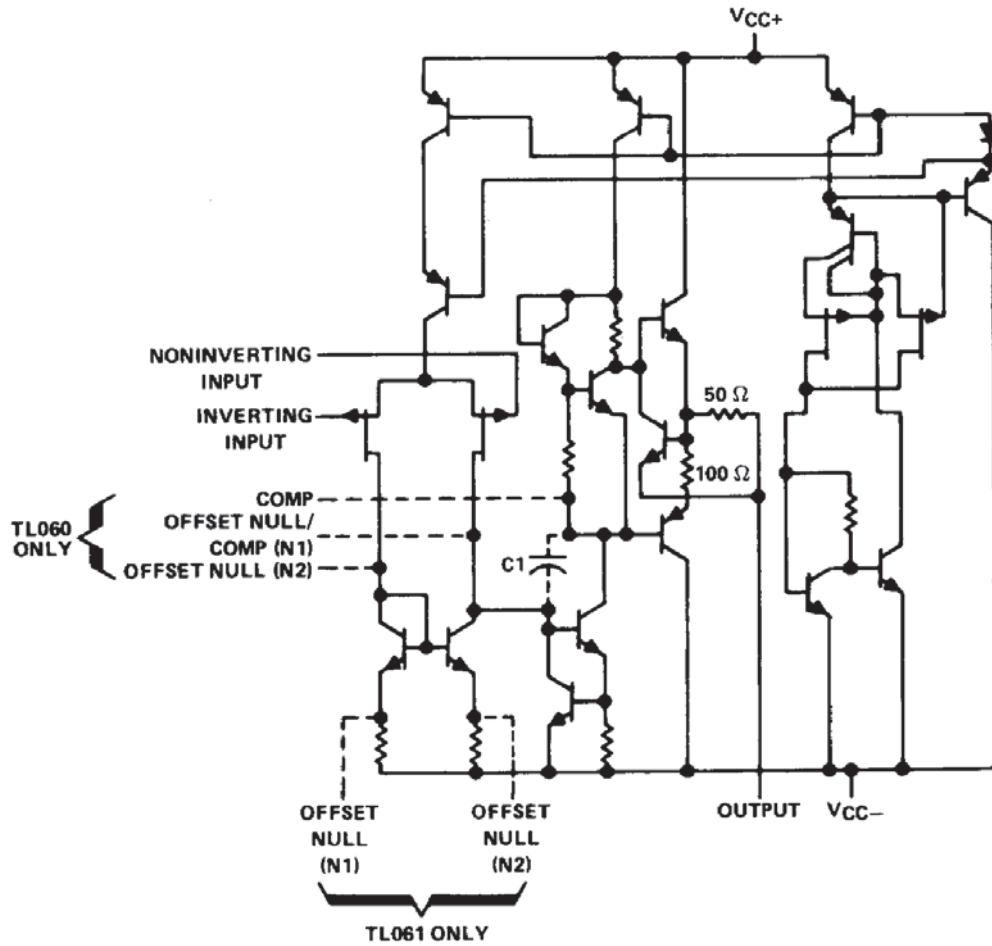 VCC+
NONINVERTING
INPUT
INVERTING
INPUT
50 Ω
100 Ω
TL060
ONLY
COMP
OFFSET NULL/
COMP (N1)
OFFSET NULL (N2)
C1
OFFSET
NULL
(N1)
OFFSET
NULL
(N2)
OUTPUT
VCC−
TL061 ONLY